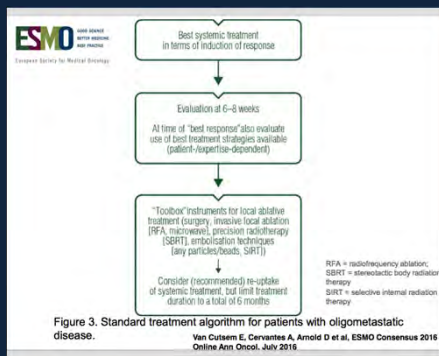 ESMO
GOOD SCIENCE
BETTER MEDICINE
BEST PRACTICE
European Society for Medical Oncology
Best systemic treatment
in terms of induction of response
Evaluation at 6–8 weeks
At time of "best response" also evaluate
use of best treatment strategies available
(patient-/expertise-dependent)
"Toolbox" instruments for local ablative
treatment (surgery, invasive local ablation
[RFA, microwave], precision radiotherapy
[SBRT], embolisation techniques
{any particles/beads, SIRT})
Consider (recommended) re-uptake
of systemic treatment, but limit treatment
duration to a total of 6 months
RFA = radiofrequency ablation;
SBRT = stereotactic body radiation
therapy
SIRT = selective internal radiation
therapy
Figure 3. Standard treatment algorithm for patients with oligometastatic
disease.
Van Cutsem E, Cervantes A, Arnold D et al, ESMO Consensus 2016
Online Ann Oncol. July 2016